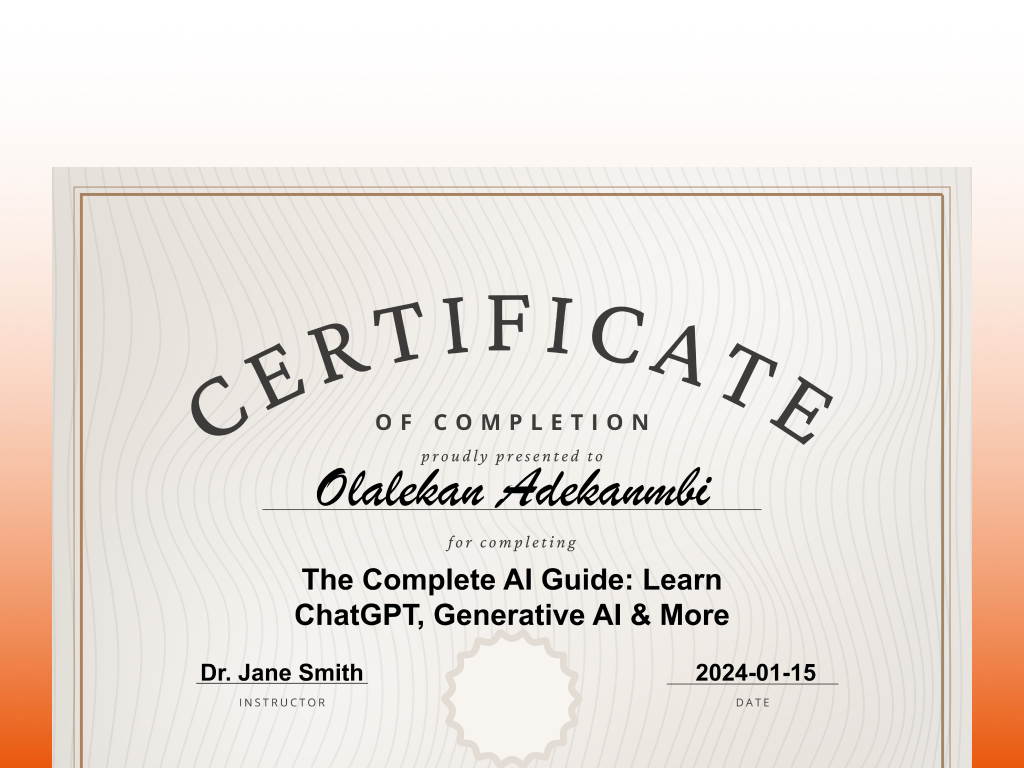 CERTIFICATE
OF COMPLETION
proudly presented to
Olalekan Adekanmbi
for completing
The Complete AI Guide: Learn
ChatGPT, Generative AI & More
Dr. Jane Smith
INSTRUCTOR
2024-01-15
DATE